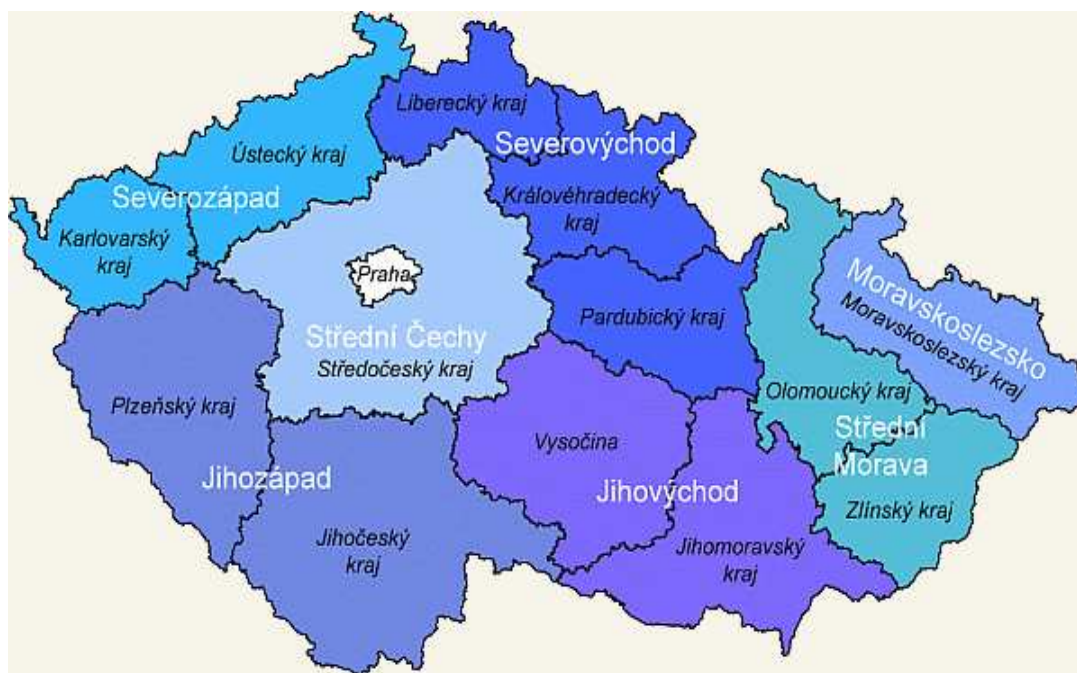 Liberecký kraj
Severovýchod
Ústecký kraj
Severozápad
Královéhradecký
kraj
Karlovarský
kraj
Praha
Moravskoslezsko
Moravskoslezský kraj
Pardubický kraj
Střední Čechy
Středočeský kraj
Olomoucký kraj
Plzeňský kraj
Střední
Morava
Vysočina
Jihozápad
Jihovýchod
Zlínský kraj
Jihočeský
kraj
Jihomoravský
kraj